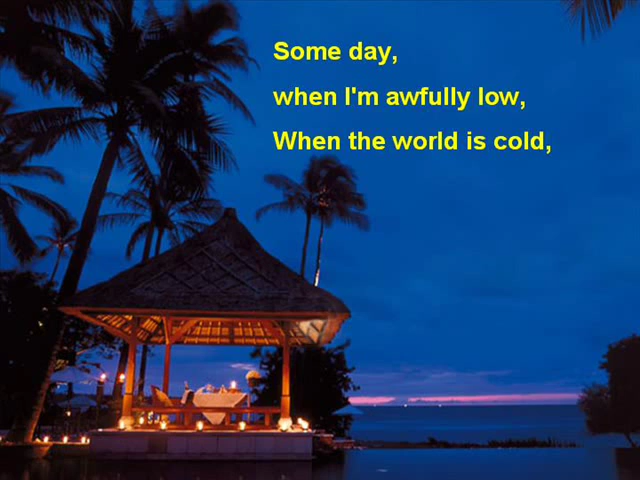 Some day,
when I'm awfully low,
When the world is cold,